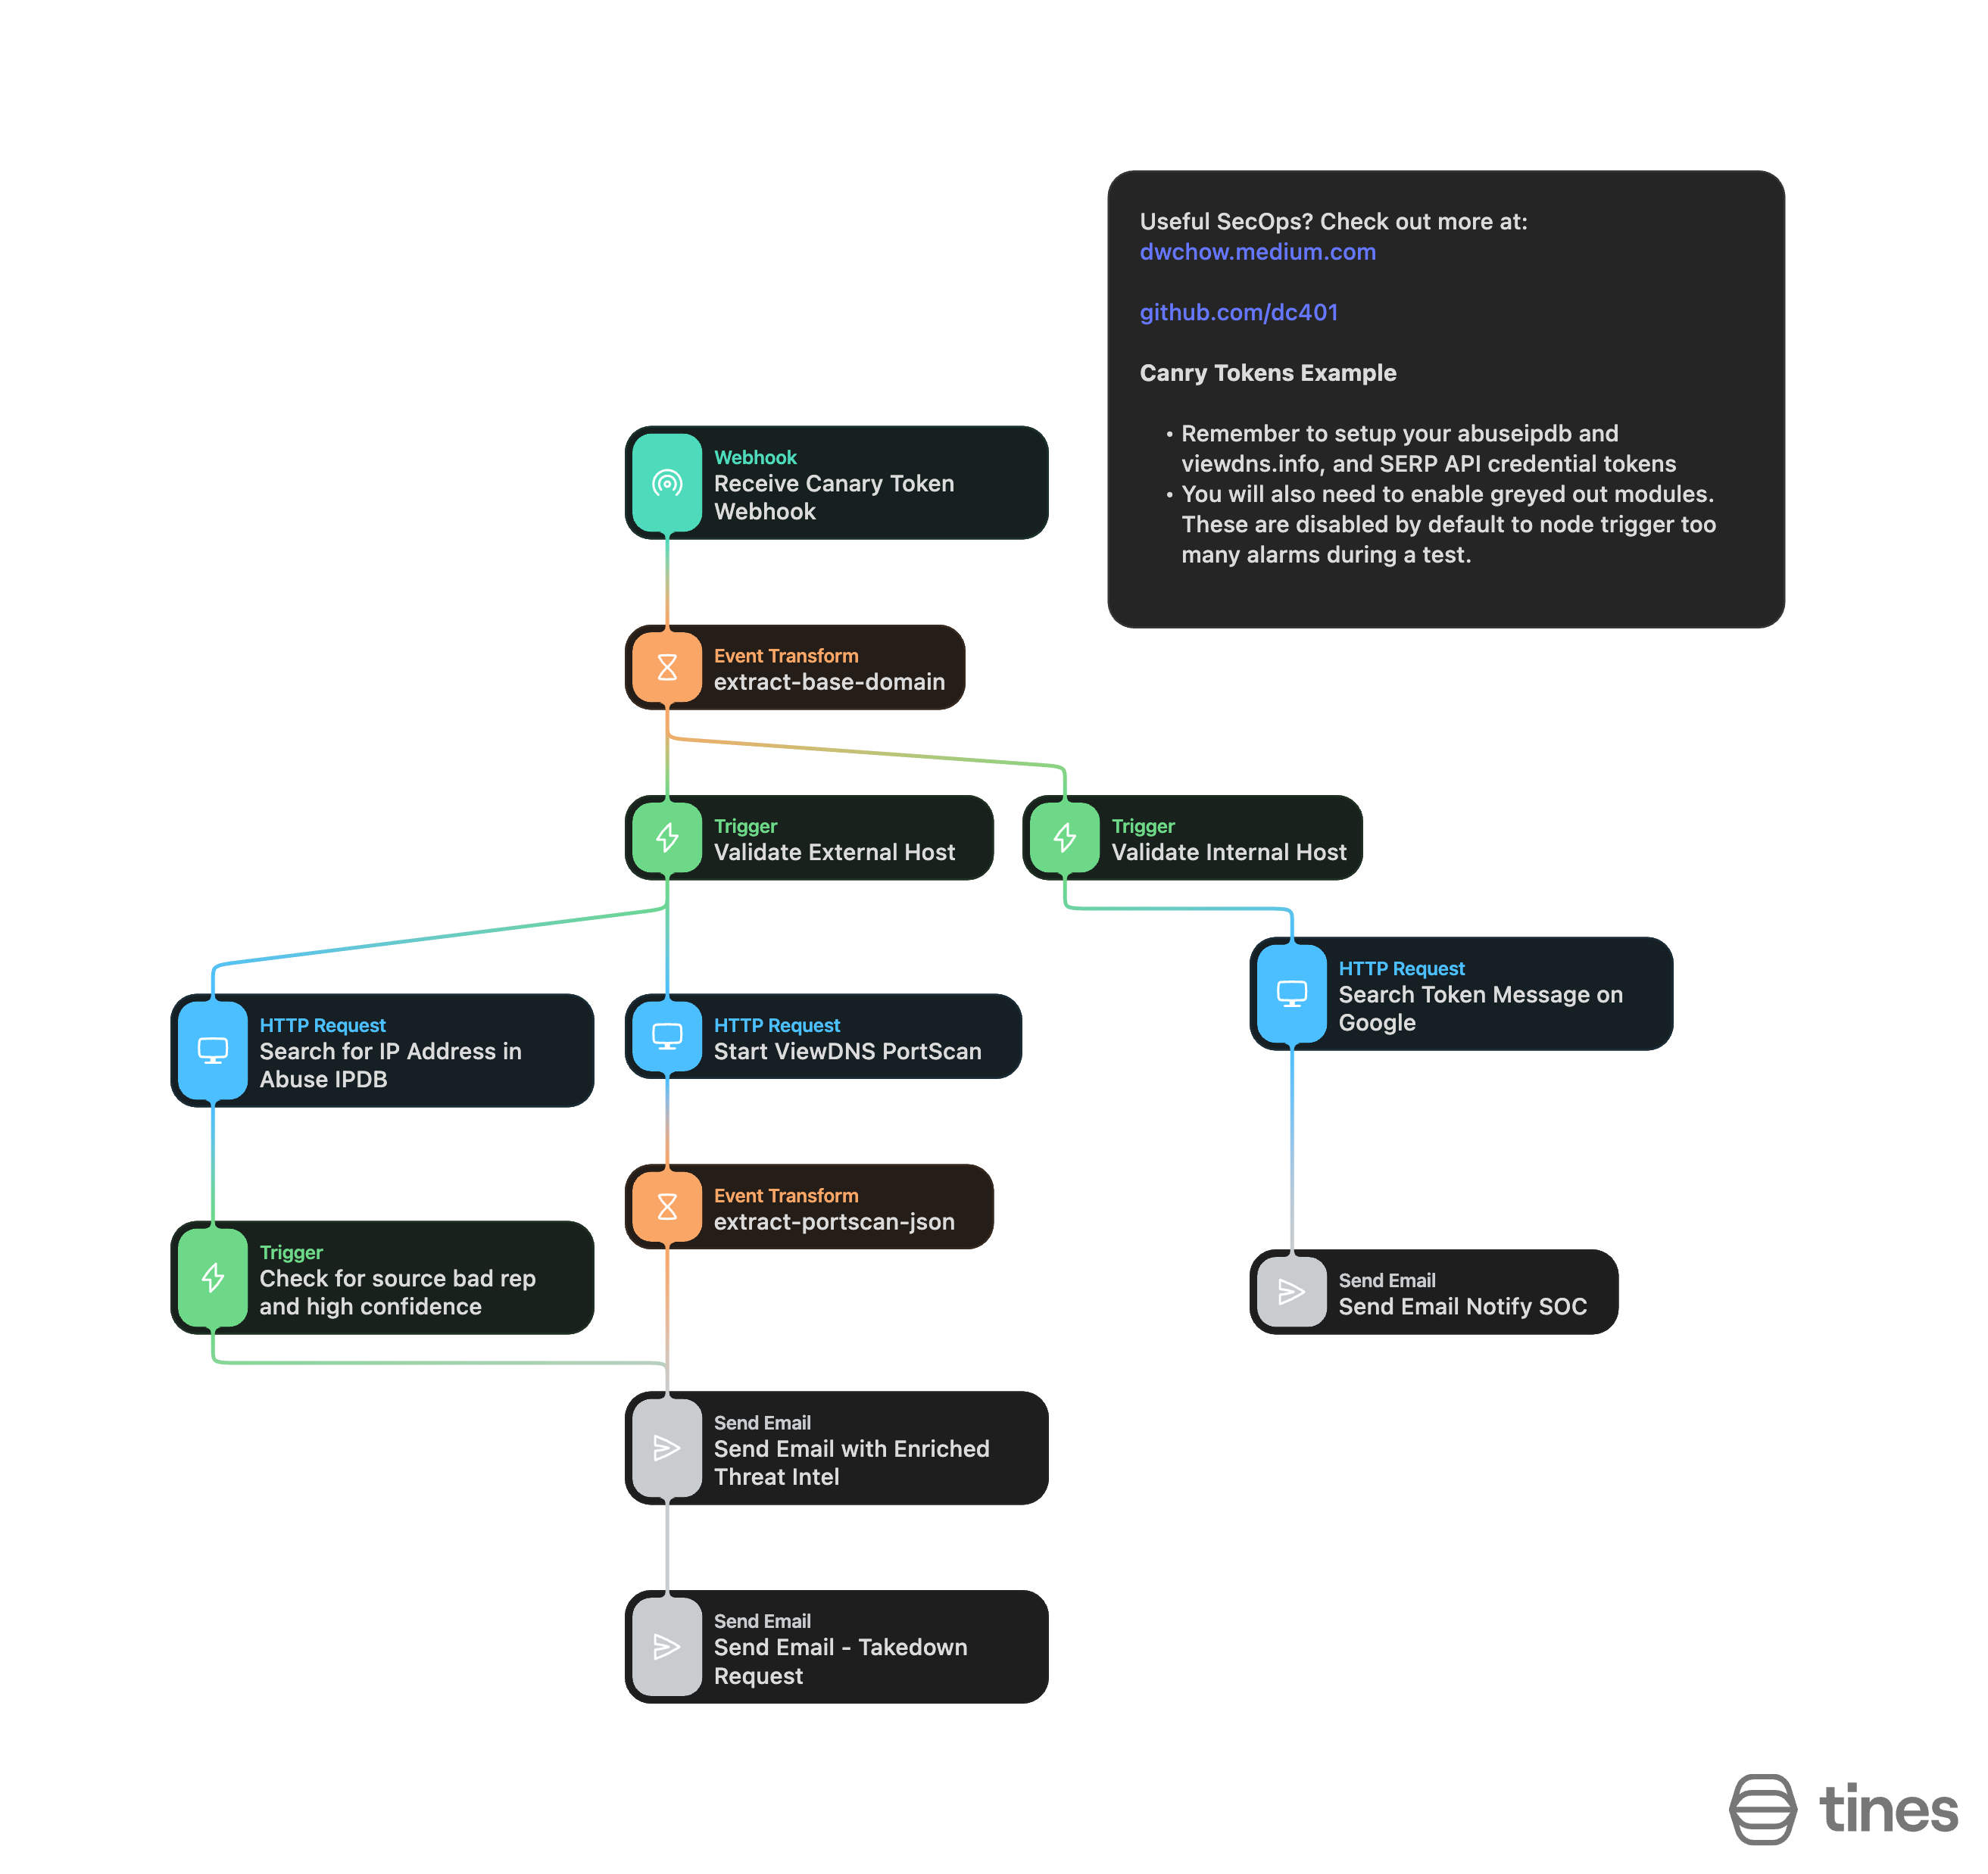 Useful SecOps? Check out more at:
dwchow.medium.com
github.com/dc401
Canry Tokens Example
• Remember to setup your abuseipdb and
viewdns.info, and SERP API credential tokens
• You will also need to enable greyed out modules.
These are disabled by default to node trigger too
many alarms during a test.
Webhook
Receive Canary Token
Webhook
Event Transform
extract-base-domain
Trigger
Validate External Host
Trigger
Validate Internal Host
HTTP Request
Search for IP Address in
Abuse IPDB
HTTP Request
Start ViewDNS PortScan
HTTP Request
Search Token Message on
Google
Trigger
Check for source bad rep
and high confidence
Event Transform
extract-portscan-json
Send Email
Send Email Notify SOC
Send Email
Send Email with Enriched
Threat Intel
Send Email
Send Email - Takedown
Request
tines